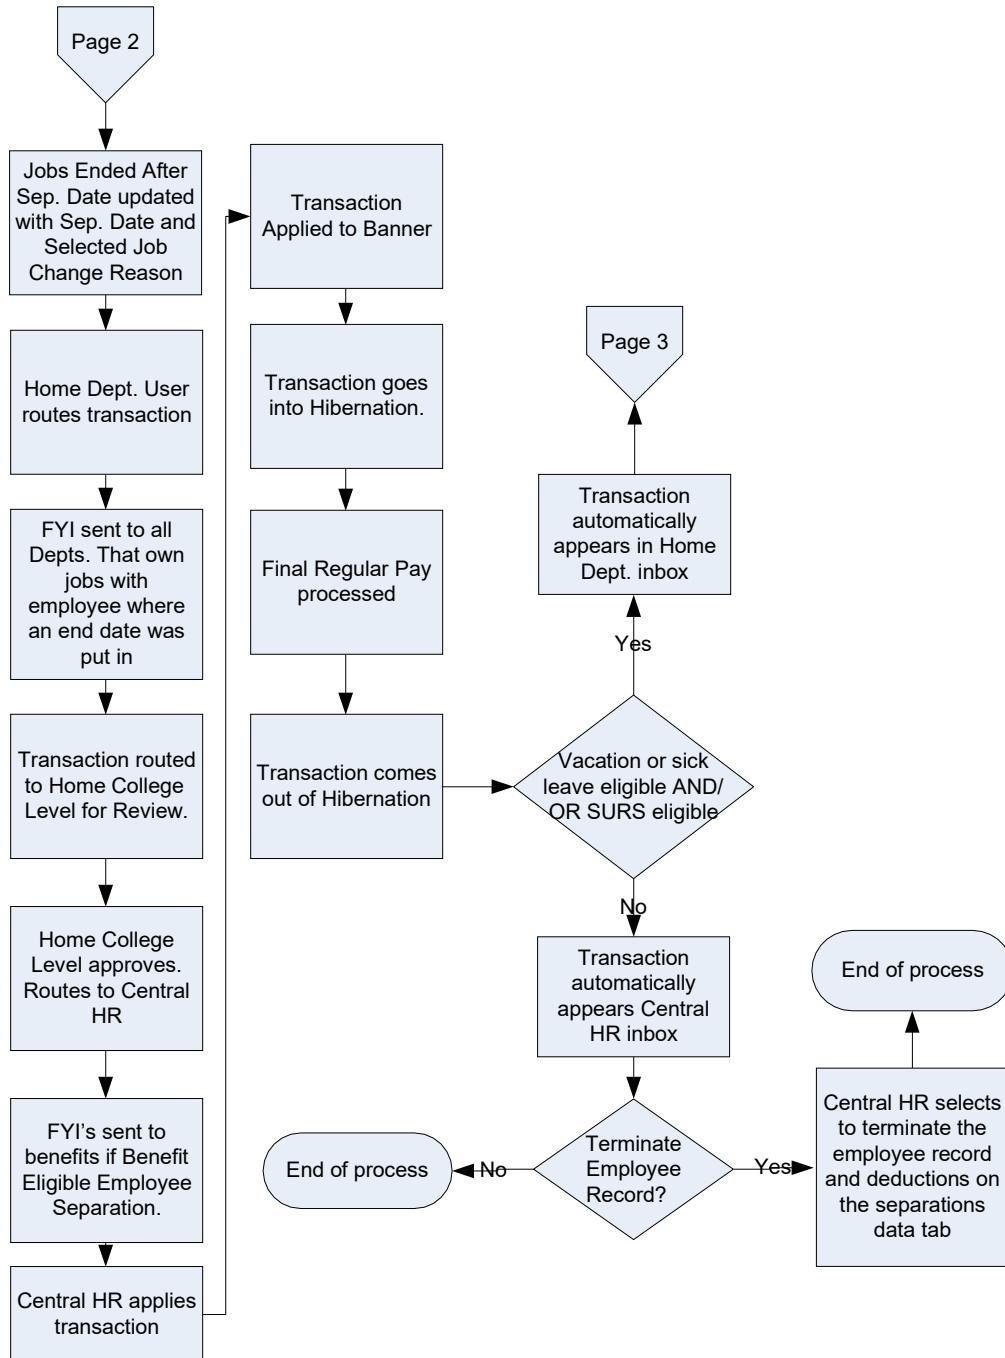 Page 2
Jobs Ended After
Sep. Date updated
with Sep. Date and
Selected Job
Change Reason
Home Dept. User
routes transaction
FYI sent to all
Depts. That own
jobs with
employee where
an end date was
put in
Transaction routed
to Home College
Level for Review.
Home College
Level approves.
Routes to Central
HR
FYI's sent to
benefits if Benefit
Eligible Employee
Separation.
Central HR applies
transaction
Transaction
Applied to Banner
Transaction goes
into Hibernation.
Final Regular Pay
processed
Transaction comes
out of Hibernation
Vacation or sick
leave eligible AND/
OR SURS eligible
Yes
Transaction
automatically
appears in Home
Dept. inbox
Page 3
No
Transaction
automatically
appears Central
HR inbox
Terminate
Employee
Record?
No
End of process
Yes
Central HR selects
to terminate the
employee record
and deductions on
the separations
data tab
End of process